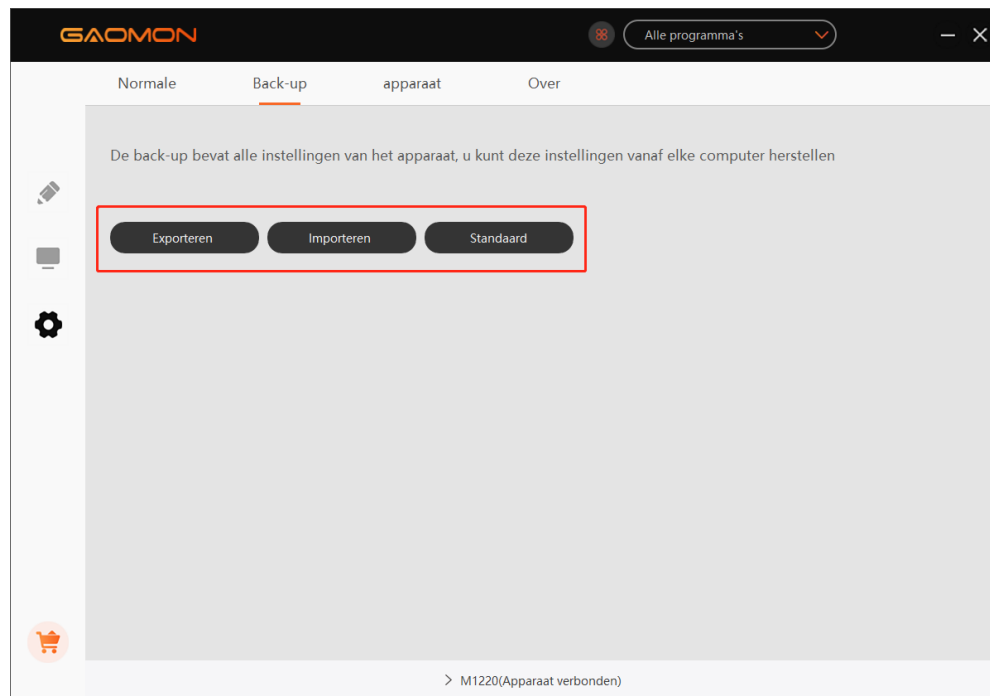 GAOMON
Alle programma's
Normale Back-up apparaat Over
De back-up bevat alle instellingen van het apparaat, u kunt deze instellingen vanaf elke computer herstellen
Exporteren Importeren Standaard
M1220(Apparaat verbonden)